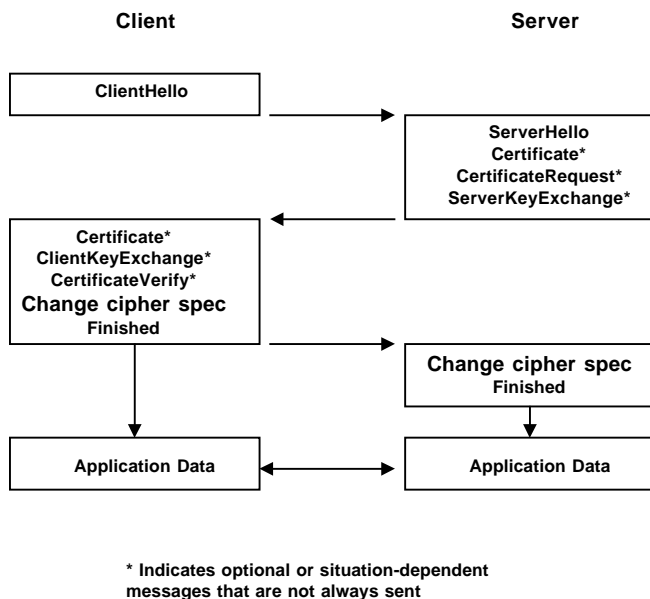 Client
Server
ClientHello
ServerHello
Certificate*
CertificateRequest*
ServerKeyExchange*
Certificate*
ClientKeyExchange*
CertificateVerify*
Change cipher spec
Finished
Change cipher spec
Finished
Application Data
Application Data
* Indicates optional or situation-dependent
messages that are not always sent